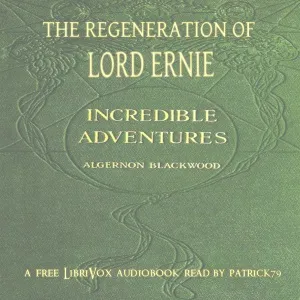 THE REGENERATION OF
LORD ERNIE
INCREDIBLE
ADVENTURES
ALGERNON BLACKWOOD
A FREE LIBRIVOX AUDIOBOOK READ BY PATRICK79